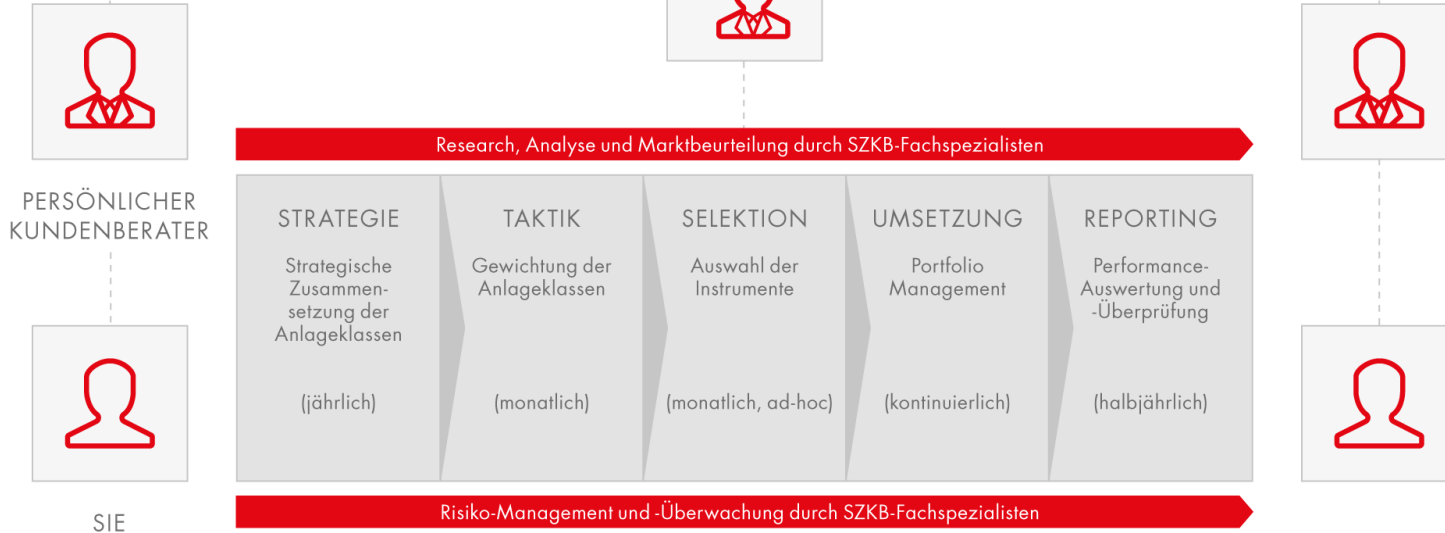 Research, Analyse und Marktbeurteilung durch SZKB-Fachspezialisten
PERSÖNLICHER
KUNDENBERATER
STRATEGIE
Strategische
Zusammen-
setzung der
Anlageklassen
(jährlich)
TAKTIK
Gewichtung der
Anlageklassen
(monatlich)
SELEKTION
Auswahl der
Instrumente
(monatlich, ad-hoc)
UMSETZUNG
Portfolio
Management
(kontinuierlich)
REPORTING
Performance-
Auswertung und
-Überprüfung
(halbjährlich)
SIE
Risiko-Management und -Überwachung durch SZKB-Fachspezialisten